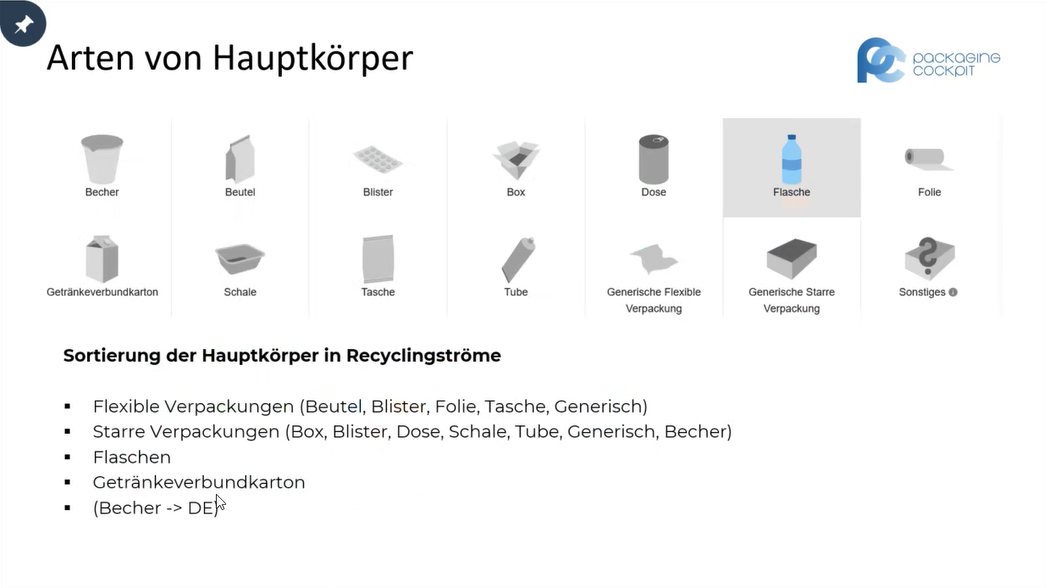 Arten von Hauptkörper
packaging
cockpit
Becher
Beutel
Blister
Box
Dose
Flasche
Folie
Getränkeverbundkarton
Schale
Tasche
Tube
Generische Flexible
Verpackung
Generische Starre
Verpackung
Sonstiges
Sortierung der Hauptkörper in Recyclingströme
▪ Flexible Verpackungen (Beutel, Blister, Folie, Tasche, Generisch)
▪ Starre Verpackungen (Box, Blister, Dose, Schale, Tube, Generisch, Becher)
▪ Flaschen
▪ Getränkeverbundkarton
▪ (Becher -> DE)